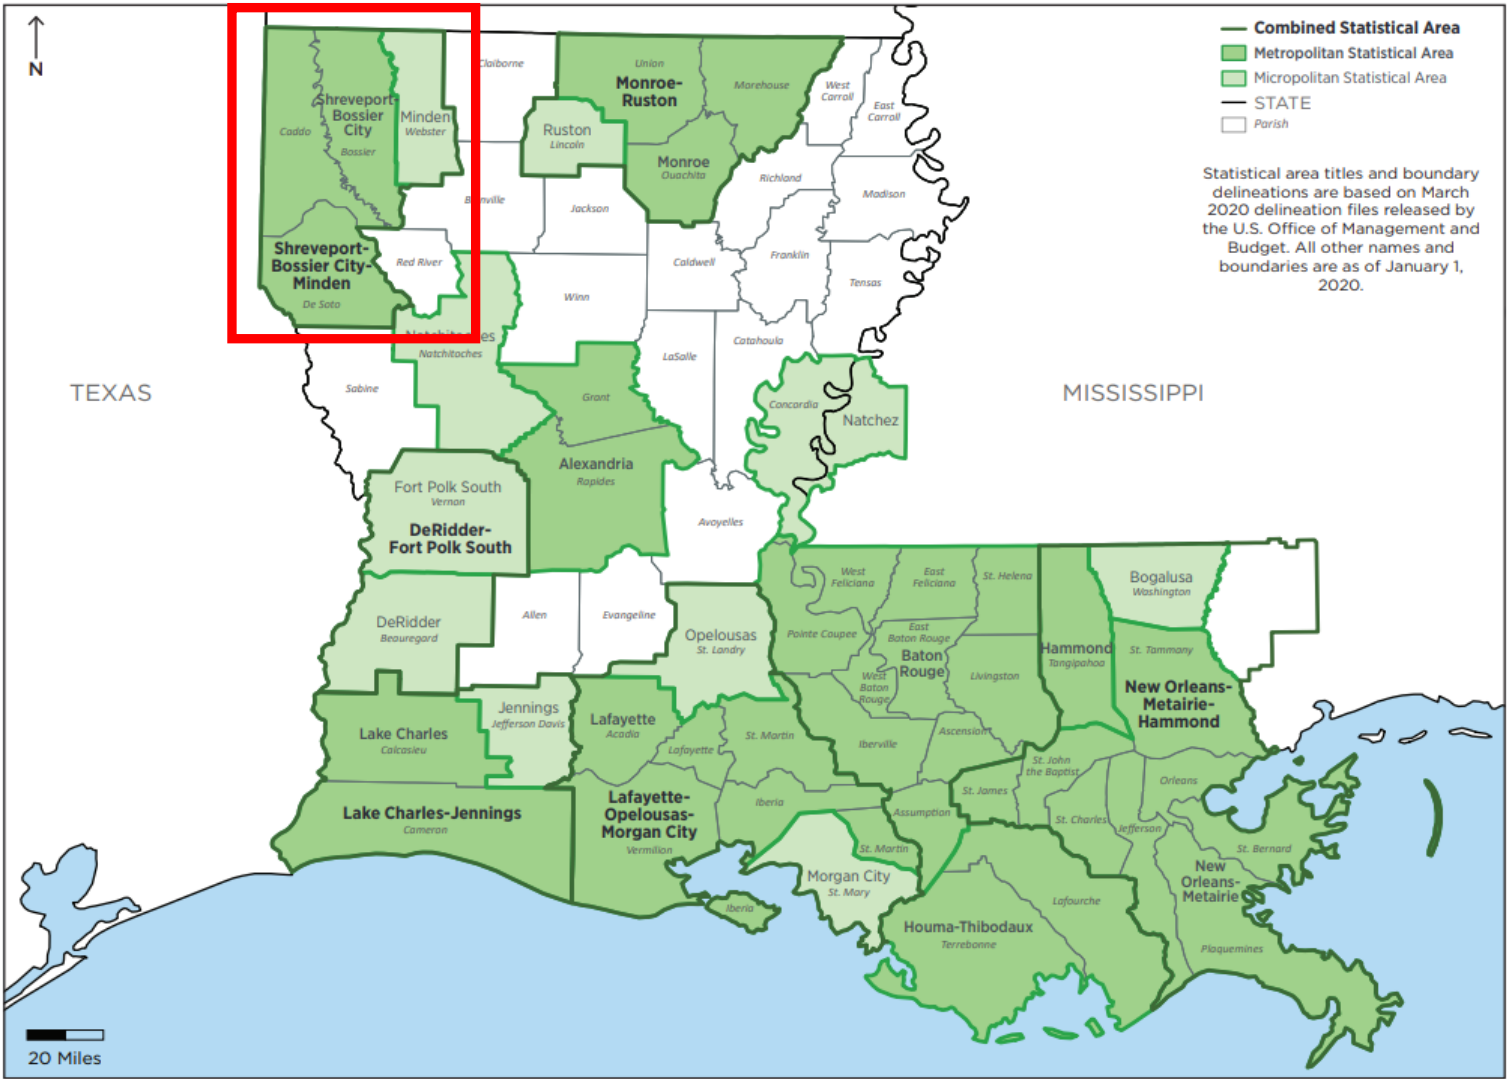 N
Combined Statistical Area
Metropolitan Statistical Area
Micropolitan Statistical Area
STATE
Parish
Statistical area titles and boundary
delineations are based on March
2020 delineation files released by
the U.S. Office of Management and
Budget. All other names and
boundaries are as of January 1,
2020.
TEXAS
MISSISSIPPI
Caddo
Shreveport-
Bossier
City
Bossier
Minden
Webster
Shreveport-
Bossier City-
Minden
De Soto
Red River
Claiborne
Union
Monroe-
Ruston
Morehouse
West
Carroll
East
Carroll
Ruston
Lincoln
Monroe
Ouachita
Richland
Madison
Jackson
Caldwell
Franklin
Tensas
Winn
Natchitoches
Natchitoches
Sabine
Grant
LaSalle
Catahoula
Concordia
Natchez
Alexandria
Rapides
Fort Polk South
Vernon
DeRidder-
Fort Polk South
Avoyelles
DeRidder
Beauregard
Allen
Evangeline
Opelousas
St. Landry
West
Feliciana
East
Feliciana
St. Helena
Bogalusa
Washington
Pointe Coupee
East
Baton Rouge
Baton
Rouge
West
Baton
Rouge
Livingston
Hammond
Tangipahoa
St. Tammany
New Orleans-
Metairie-
Hammond
Lake Charles
Calcasieu
Jennings
Jefferson Davis
Lafayette
Acadia
Lafayette
St. Martin
Iberville
Ascension
St. John
the Baptist
St. James
Orleans
Lake Charles-Jennings
Cameron
Lafayette-
Opelousas-
Morgan City
Vermilion
Iberia
Assumption
St. Charles
Jefferson
St. Bernard
St. Martin
Morgan City
St. Mary
New
Orleans-
Metairie
Iberia
Houma-Thibodaux
Terrebonne
Lafourche
Plaquemines
20 Miles